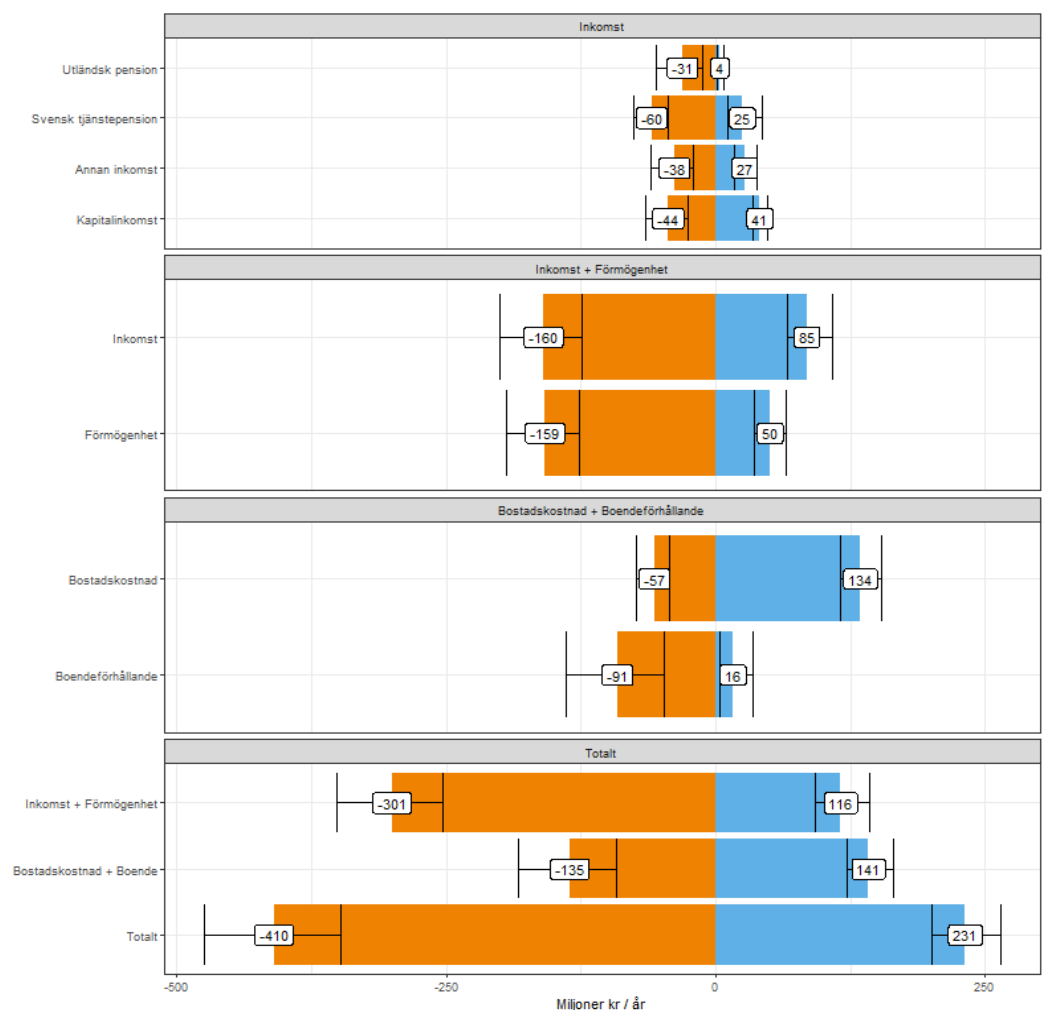 Inkomst
Utländsk pension -31 4
Svensk tjänstepension -60 25
Annan inkomst -38 27
Kapitalinkomst -44 41
Inkomst + Förmögenhet
Inkomst -160 85
Förmögenhet -159 50
Bostadskostnad + Boendeförhållande
Bostadskostnad -57 134
Boendeförhållande -91 16
Totalt
Inkomst + Förmögenhet -301 116
Bostadskostnad + Boende -135 141
Totalt -410 231
-500 -250 0 250
Miljoner kr / år